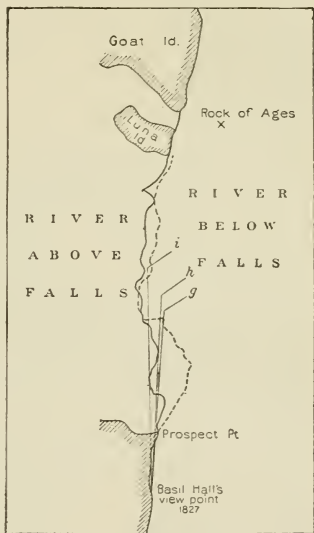 Goat Id.
Luna
Id
Rock of Ages
×
RIVER
ABOVE
FALLS
RIVER
BELOW
FALLS
i
h
g
Prospect Pt
Basil Hall's
view point
1827